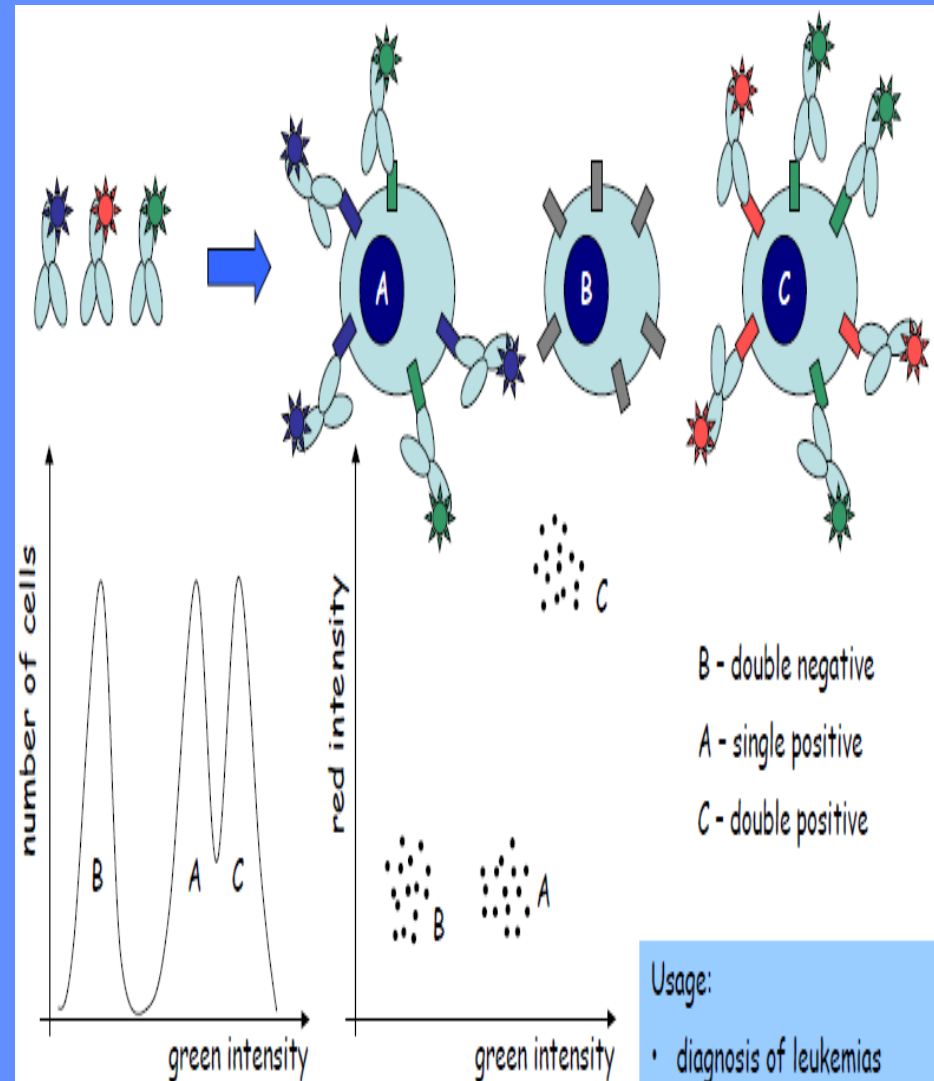 A
B
C
number of cells
B
A
C
green intensity
red intensity
C
B
A
green intensity
B - double negative
A - single positive
C - double positive
Usage:
• diagnosis of leukemias